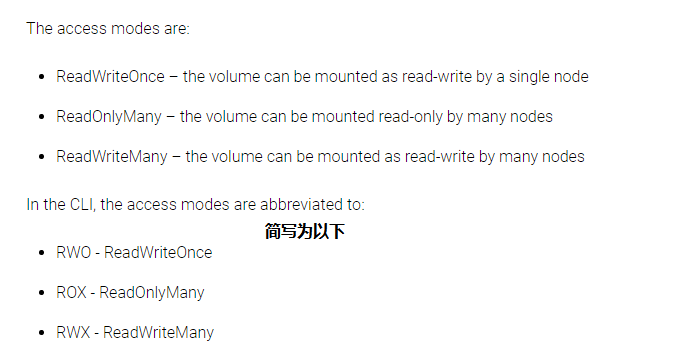 The access modes are:
ReadWriteOnce – the volume can be mounted as read-write by a single node
ReadOnlyMany – the volume can be mounted read-only by many nodes
ReadWriteMany – the volume can be mounted as read-write by many nodes
In the CLI, the access modes are abbreviated to:
简写为以下
RWO - ReadWriteOnce
ROX - ReadOnlyMany
RWX - ReadWriteMany